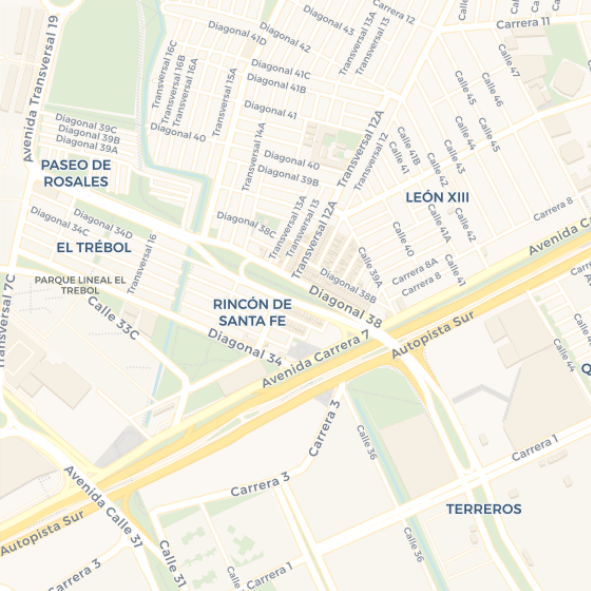 Avenida Transversal 19
Transversal 16C
Transversal 16B
Transversal 16A
Transversal 15A
Diagonal 41D
Diagonal 42
Diagonal 43
Transversal 13A
Transversal 13
Carrera 12
Carrera 11
Calle 47
Calle 46
Calle 45
Calle 45
Calle 44
Calle 43
Calle 42
Calle 41B
Calle 41
Diagonal 41C
Diagonal 41B
Diagonal 41
Diagonal 40
Diagonal 39C
Diagonal 39B
Diagonal 39A
Transversal 14A
Diagonal 40
Diagonal 39B
Transversal 12A
Transversal 12
PASEO DE
ROSALES
LEÓN XIII
Carrera 8
Diagonal 34D
Diagonal 34C
Diagonal 38C
Transversal 13A
Transversal 13
Transversal 12A
Calle 41A
Calle 42
Calle 40
Calle 39A
Calle 41
Carrera 8A
Carrera 8
EL TRÉBOL
Transversal 16
PARQUE LINEAL EL
TREBOL
Transversal 7C
Calle 33C
RINCÓN DE
SANTA FE
Diagonal 38B
Diagonal 38
Diagonal 34
Avenida Carrera 7
Autopista Sur
Calle 44
Carrera 3
Calle 36
Carrera 3
Carrera 1
TERREROS
Avenida Calle 31
Autopista Sur
Carrera 3
Calle 31
Carrera 1
Calle 36